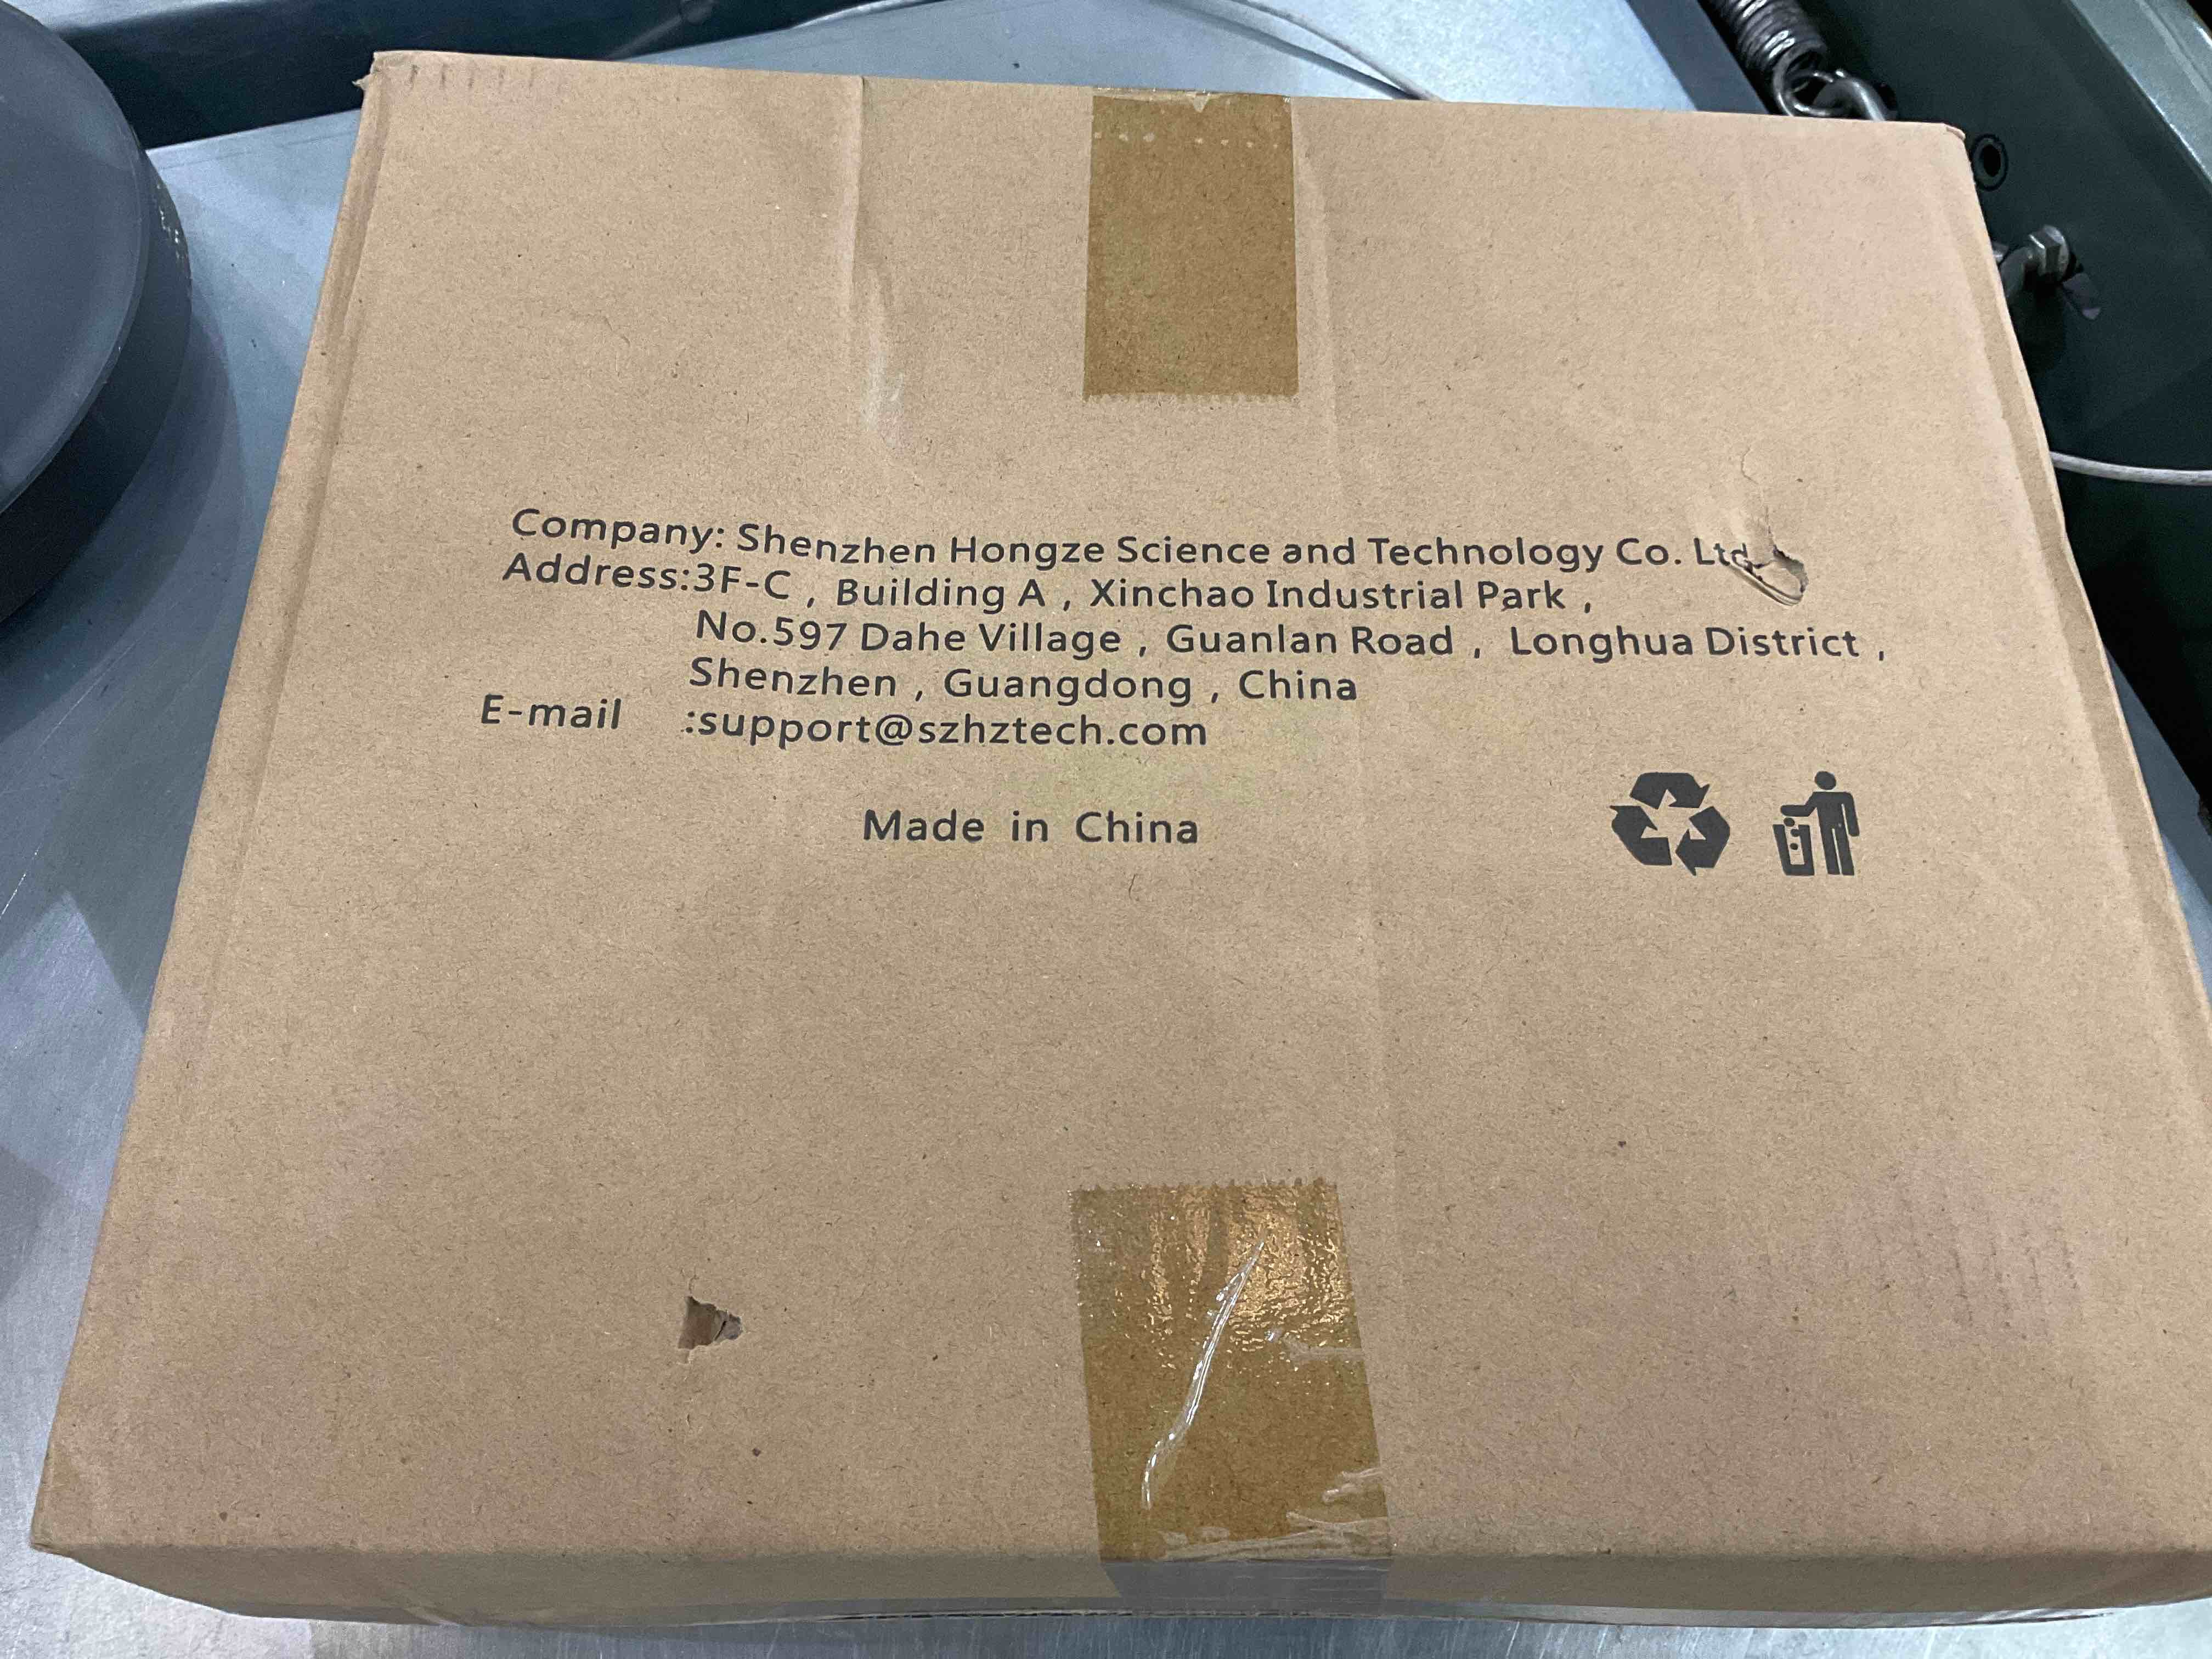 Company: Shenzhen Hongze Science and Technology Co. Ltd
Address:3F-C , Building A , Xinchao Industrial Park ,
No.597 Dahe Village , Guanlan Road , Longhua District ,
Shenzhen , Guangdong , China
E-mail :support@szhztech.com
Made in China